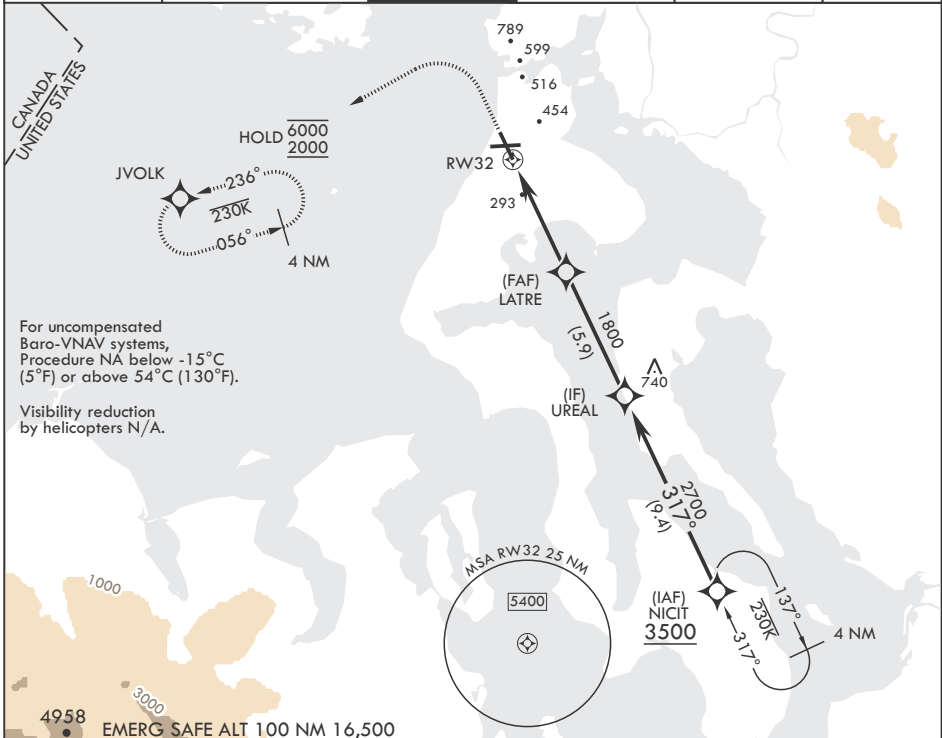 789
599
516
454
CANADA
UNITED STATES
HOLD 6000
2000
RW32
JVOLK
236°
230K
056°
4 NM
293
(FAF)
LATRE
1800
(5.9)
For uncompensated
Baro-VNAV systems,
Procedure NA below -15°C
(5°F) or above 54°C (130°F).
740
(IF)
UREAL
Visibility reduction
by helicopters N/A.
2700
317°
(9.4)
MSA RW32 25 NM
5400
1000
(IAF)
NICIT
3500
137°
230K
317°
4 NM
3000
4958
EMERG SAFE ALT 100 NM 16,500